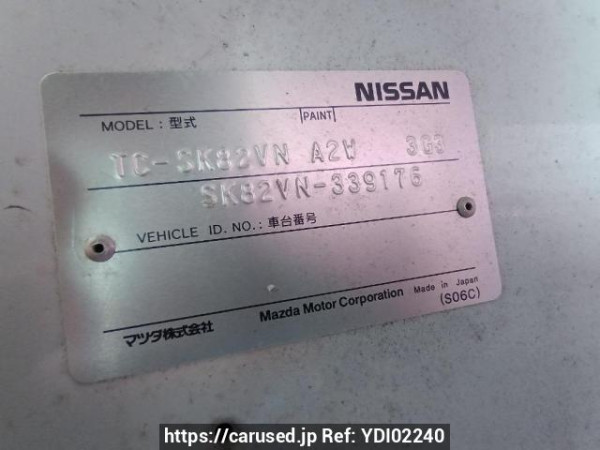 NISSAN
MODEL : 型式 PAINT
TC-SK82VN A2W 3G3
SK82VN-339176
VEHICLE ID. NO. : 車台番号
マツダ株式会社 Mazda Motor Corporation Made in Japan
(S06C)
https://carused.jp Ref: YDI02240